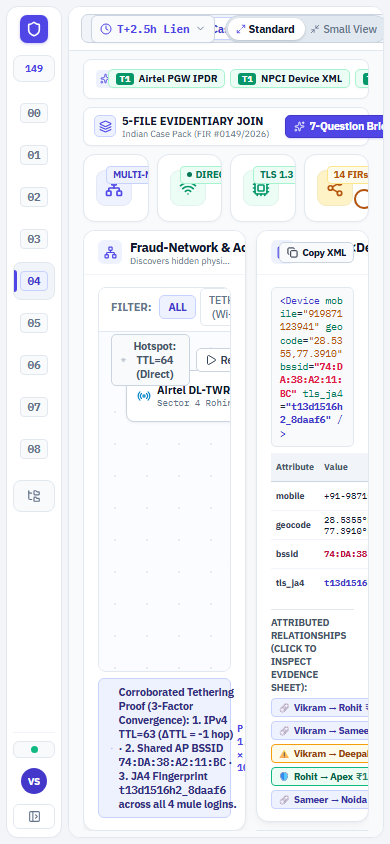 T+2.5h Lien
Standard
Small View
149
T1 Airtel PGW IPDR
T1 NPCI Device XML
00
5-FILE EVIDENTIARY JOIN
Indian Case Pack (FIR #0149/2026)
7-Question
01
TLS 1.3
14 FIRs
02
03
Fraud-Network &
Discovers hidden physi...
Copy XML
04
FILTER:
ALL
05
Hotspot:
TTL=64
(Direct)
Airtel DL-TWR
Sector 4
06
07
08
<Device mob
ile="919871
123941" geo
code="28.53
55,77.3910"
bssid="74:D
A:38:A2:11:
BC" tls_ja4
="t13d1516h
2_8daaf6" /
>
Attribute Value
mobile +91-9871
geocode 28.5355°
77.3910°
bssid 74:DA:38:
tls_ja4 t13d1516
ATTRIBUTED
RELATIONSHIPS
(CLICK TO
INSPECT
EVIDENCE
SHEET):
Vikram → Rohit
Vikram →
Vikram →
Rohit → Apex
Sameer → Noida
Corroborated Tethering
Proof (3-Factor
Convergence): 1. IPv4
TTL=63 (ΔTTL = -1 hop)
· 2. Shared AP BSSID
74:DA:38:A2:11:BC ·
3. JA4 Fingerprint
t13d1516h2_8daaf6
across all 4 mule logins.
VS